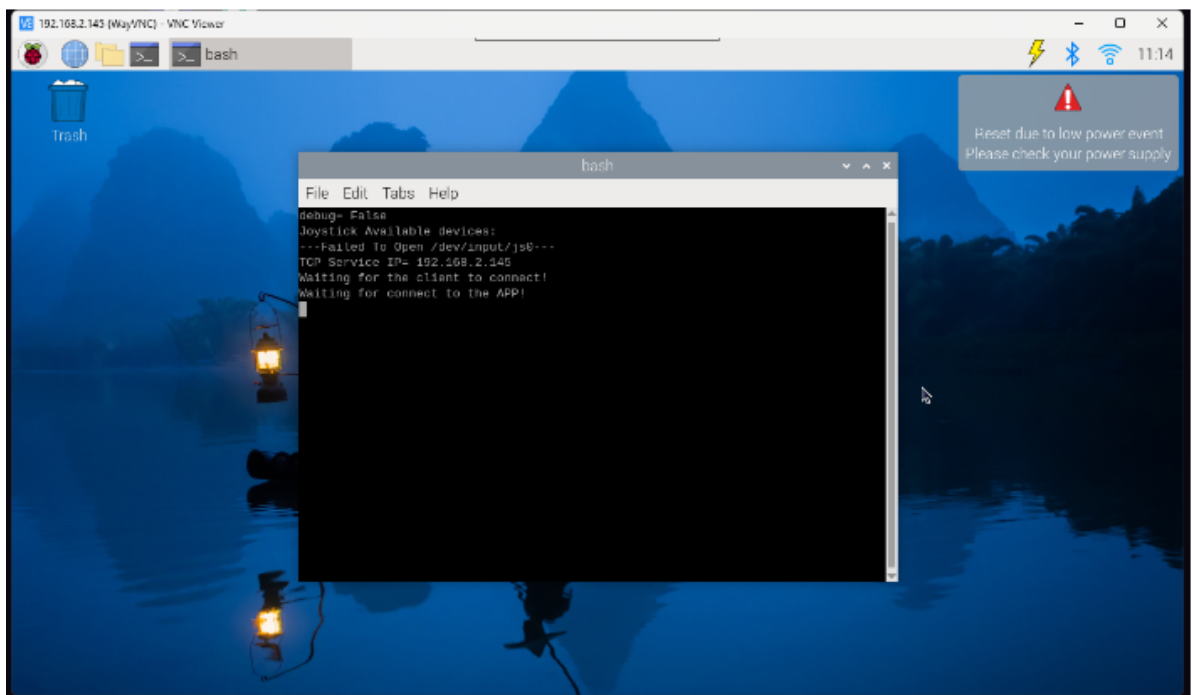 192.168.2.145 (WayVNC) - VNC Viewer
bash
11:14
Trash
Reset due to low power event
Please check your power supply
bash
File Edit Tabs Help
debug= False
Joystick Available devices:
---Failed To Open /dev/input/js0---
TCP Service IP= 192.168.2.145
Waiting for the client to connect!
Waiting for connect to the APP!